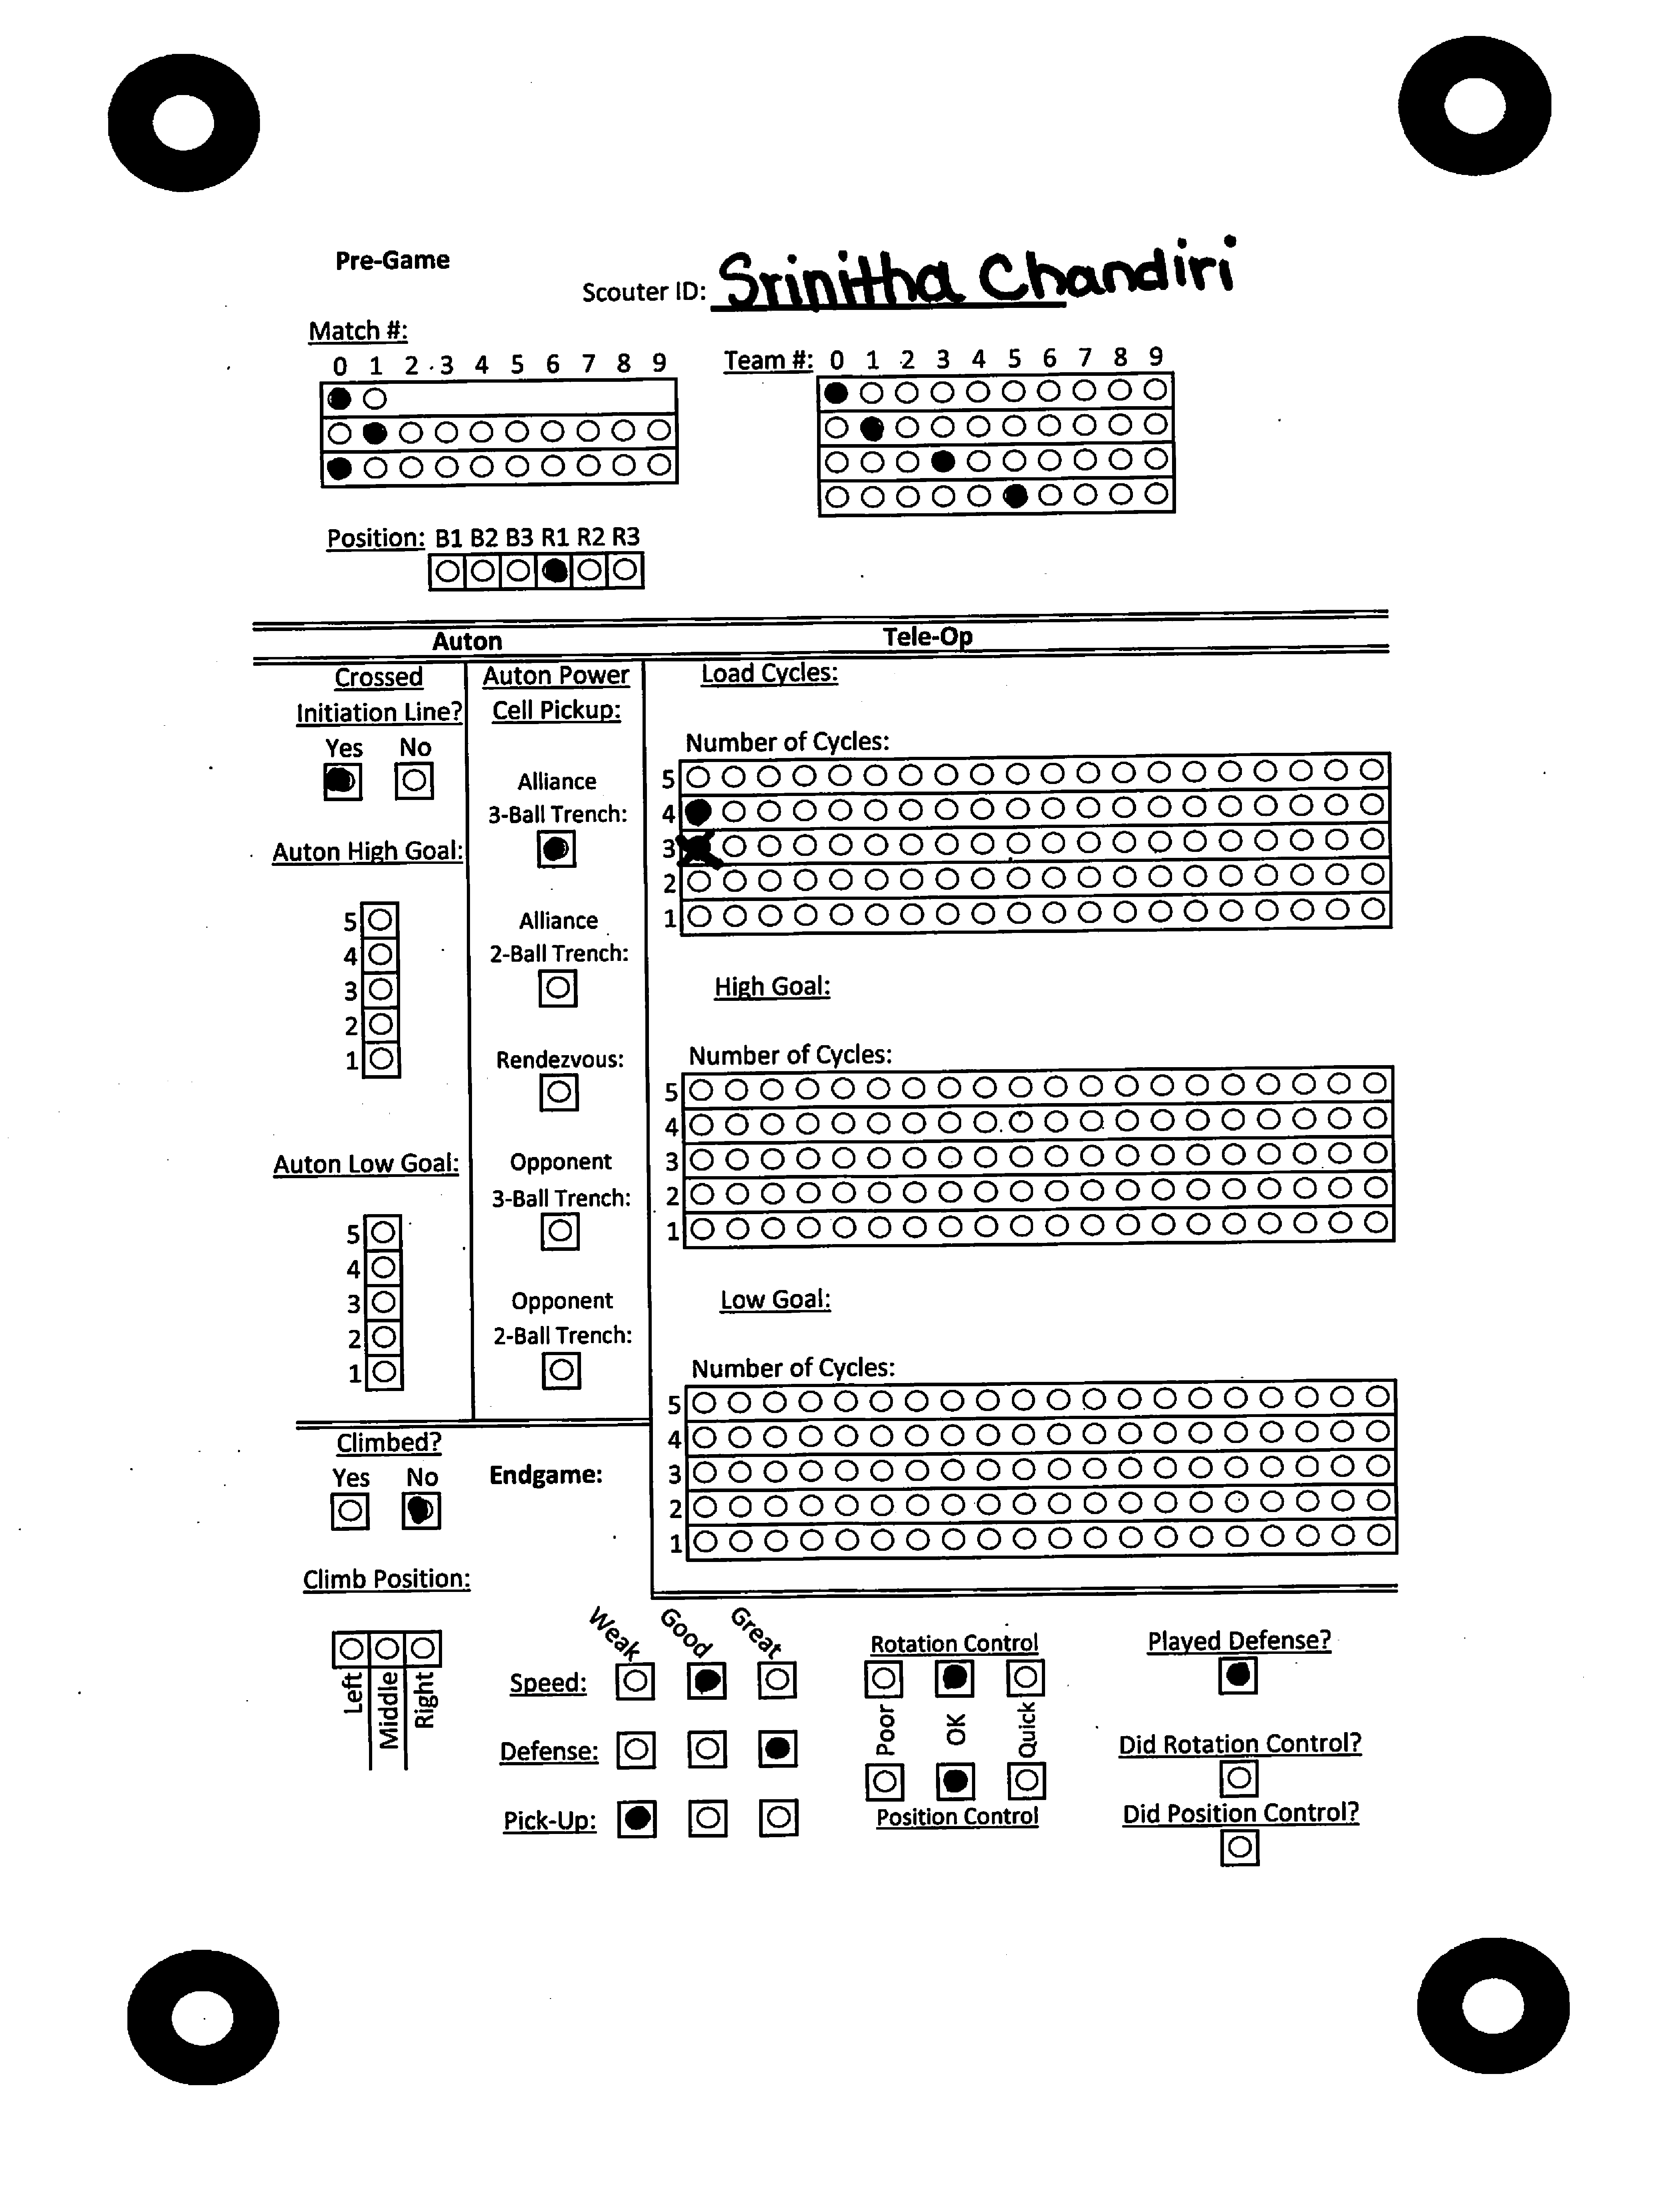 Pre-Game
Scouter ID: Srinitha Chandiri
Match #:
0 1 2 3 4 5 6 7 8 9
Team #: 0 1 2 3 4 5 6 7 8 9
Position: B1 B2 B3 R1 R2 R3
Auton
Tele-Op
Crossed
Initiation Line?
Yes No
Auton High Goal:
5
4
3
2
1
Auton Low Goal:
5
4
3
2
1
Auton Power
Cell Pickup:
Alliance
3-Ball Trench:
Alliance
2-Ball Trench:
Rendezvous:
Opponent
3-Ball Trench:
Opponent
2-Ball Trench:
Load Cycles:
Number of Cycles:
5
4
3
2
1
High Goal:
Number of Cycles:
5
4
3
2
1
Low Goal:
Number of Cycles:
5
4
3
2
1
Climbed?
Yes No
Endgame:
Climb Position:
Left
Middle
Right
Weak Good Great
Speed:
Defense:
Pick-Up:
Rotation Control
Poor OK Quick
Position Control
Played Defense?
Did Rotation Control?
Did Position Control?